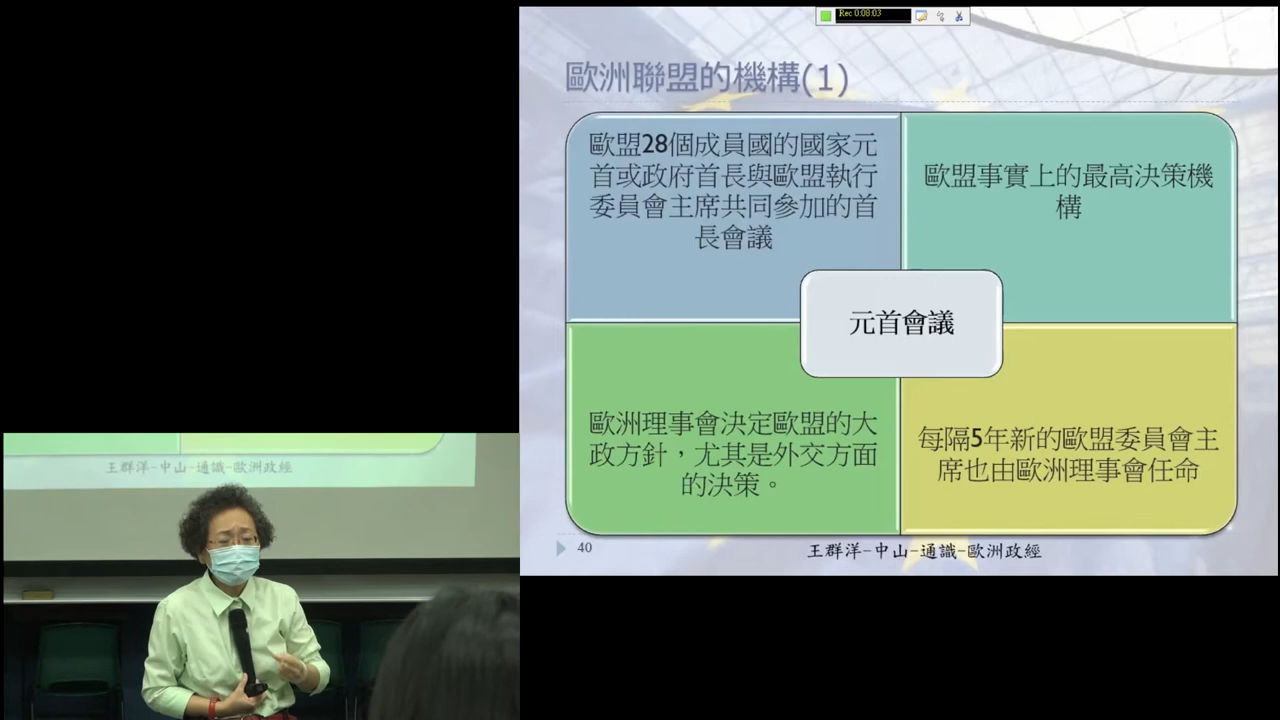 Rec 0:08:03
歐洲聯盟的機構(1)
歐盟28個成員國的國家元
首或政府首長與歐盟執行
委員會主席共同參加的首
長會議
歐盟事實上的最高決策機
構
元首會議
歐洲理事會決定歐盟的大
政方針，尤其是外交方面
的決策。
每隔5年新的歐盟委員會主
席也由歐洲理事會任命
40
王群洋-中山-通識-歐洲政經
王群洋-中山-通識-歐洲政經